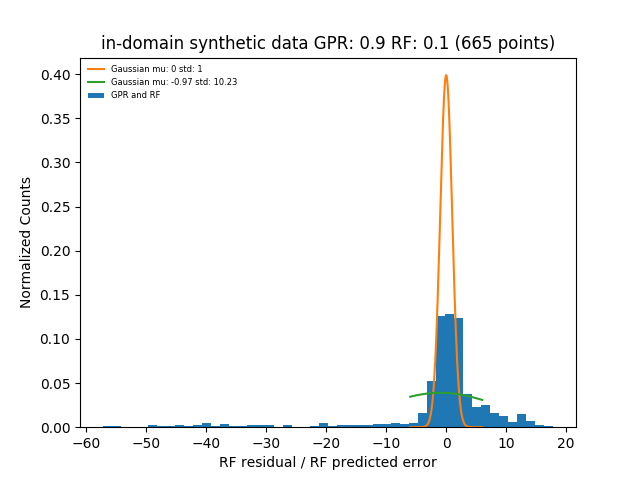 in-domain synthetic data GPR: 0.9 RF: 0.1 (665 points)
Gaussian mu: 0 std: 1
Gaussian mu: -0.97 std: 10.23
GPR and RF
Normalized Counts
0.40
0.35
0.30
0.25
0.20
0.15
0.10
0.05
0.00
−60 −50 −40 −30 −20 −10 0 10 20
RF residual / RF predicted error